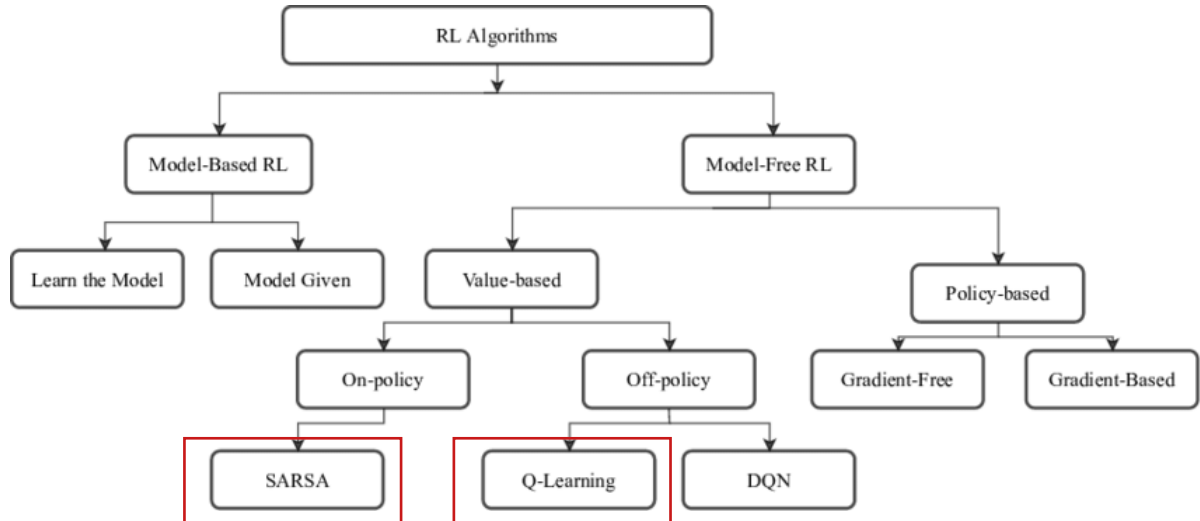 RL Algorithms
Model-Based RL
Model-Free RL
Learn the Model
Model Given
Value-based
Policy-based
On-policy
Off-policy
Gradient-Free
Gradient-Based
SARSA
Q-Learning
DQN